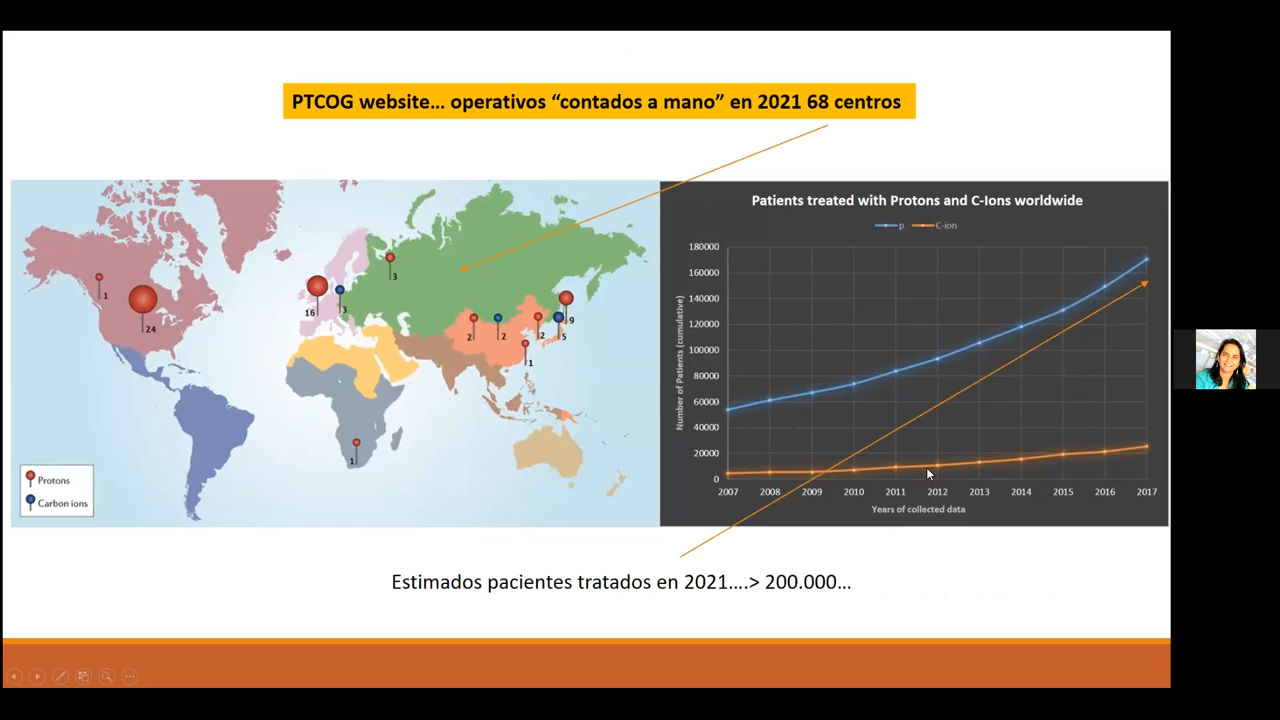 PTCOG website... operativos “contados a mano” en 2021 68 centros
1
24
16
3
3
2
2
2
1
9
5
1
Protons
Carbon ions
Patients treated with Protons and C-Ions worldwide
p
C-ion
Number of Patients (cumulative)
180000
160000
140000
120000
100000
80000
60000
40000
20000
0
2007 2008 2009 2010 2011 2012 2013 2014 2015 2016 2017
Years of collected data
Estimados pacientes tratados en 2021....> 200.000...